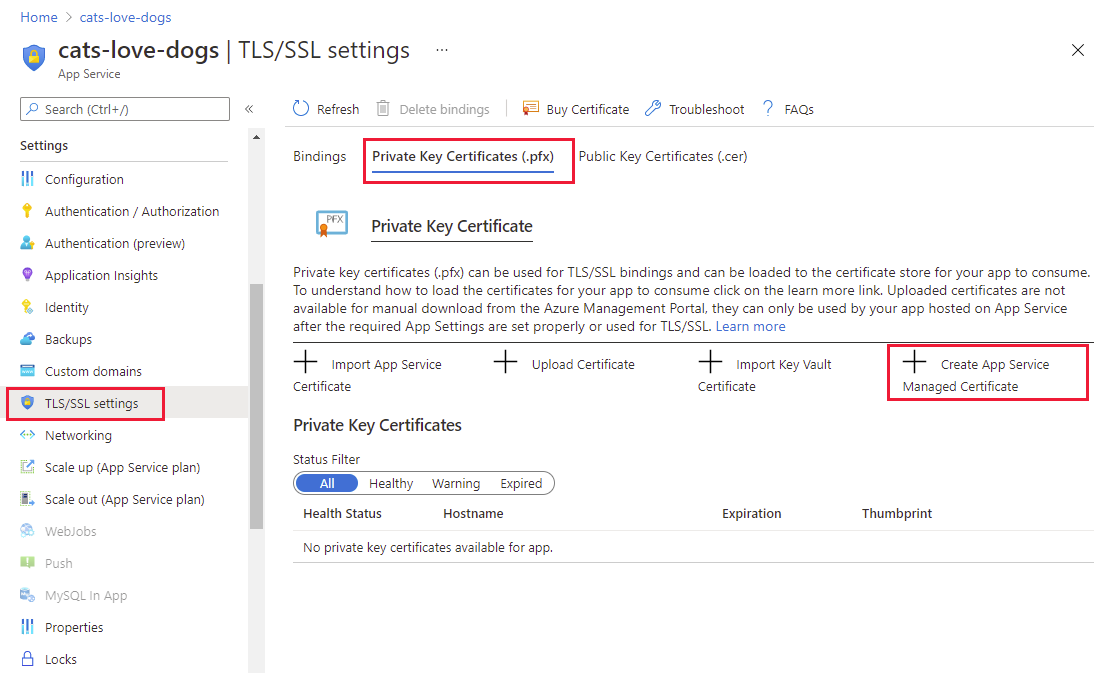 Home > cats-love-dogs
cats-love-dogs | TLS/SSL settings ...
App Service
Search (Ctrl+/)
«
Settings
Configuration
Authentication / Authorization
Authentication (preview)
Application Insights
Identity
Backups
Custom domains
TLS/SSL settings
Networking
Scale up (App Service plan)
Scale out (App Service plan)
WebJobs
Push
MySQL In App
Properties
Locks
Refresh Delete bindings Buy Certificate Troubleshoot ? FAQs
Bindings Private Key Certificates (.pfx) Public Key Certificates (.cer)
PFX
Private Key Certificate
Private key certificates (.pfx) can be used for TLS/SSL bindings and can be loaded to the certificate store for your app to consume.
To understand how to load the certificates for your app to consume click on the learn more link. Uploaded certificates are not
available for manual download from the Azure Management Portal, they can only be used by your app hosted on App Service
after the required App Settings are set properly or used for TLS/SSL. Learn more
Import App Service
Certificate
Upload Certificate
Import Key Vault
Certificate
Create App Service
Managed Certificate
Private Key Certificates
Status Filter
All Healthy Warning Expired
Health Status Hostname Expiration Thumbprint
No private key certificates available for app.